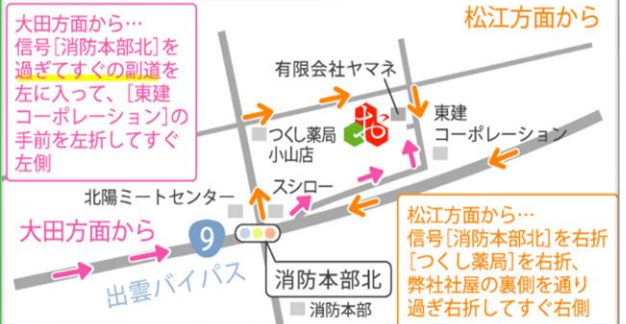 大田方面から…
信号[消防本部北]を
過ぎてすぐの副道を
左に入って、[東建
コーポレーション]の
手前を左折してすぐ
左側
松江方面から
有限会社ヤマネ
お
つくし薬局
小山店
東建
コーポレーション
スシロー
北陽ミートセンター
大田方面から
9
出雲バイパス
消防本部北
消防本部
松江方面から…
信号[消防本部北]を右折
[つくし薬局]を右折、
弊社社屋の裏側を通り
過ぎ右折してすぐ右側